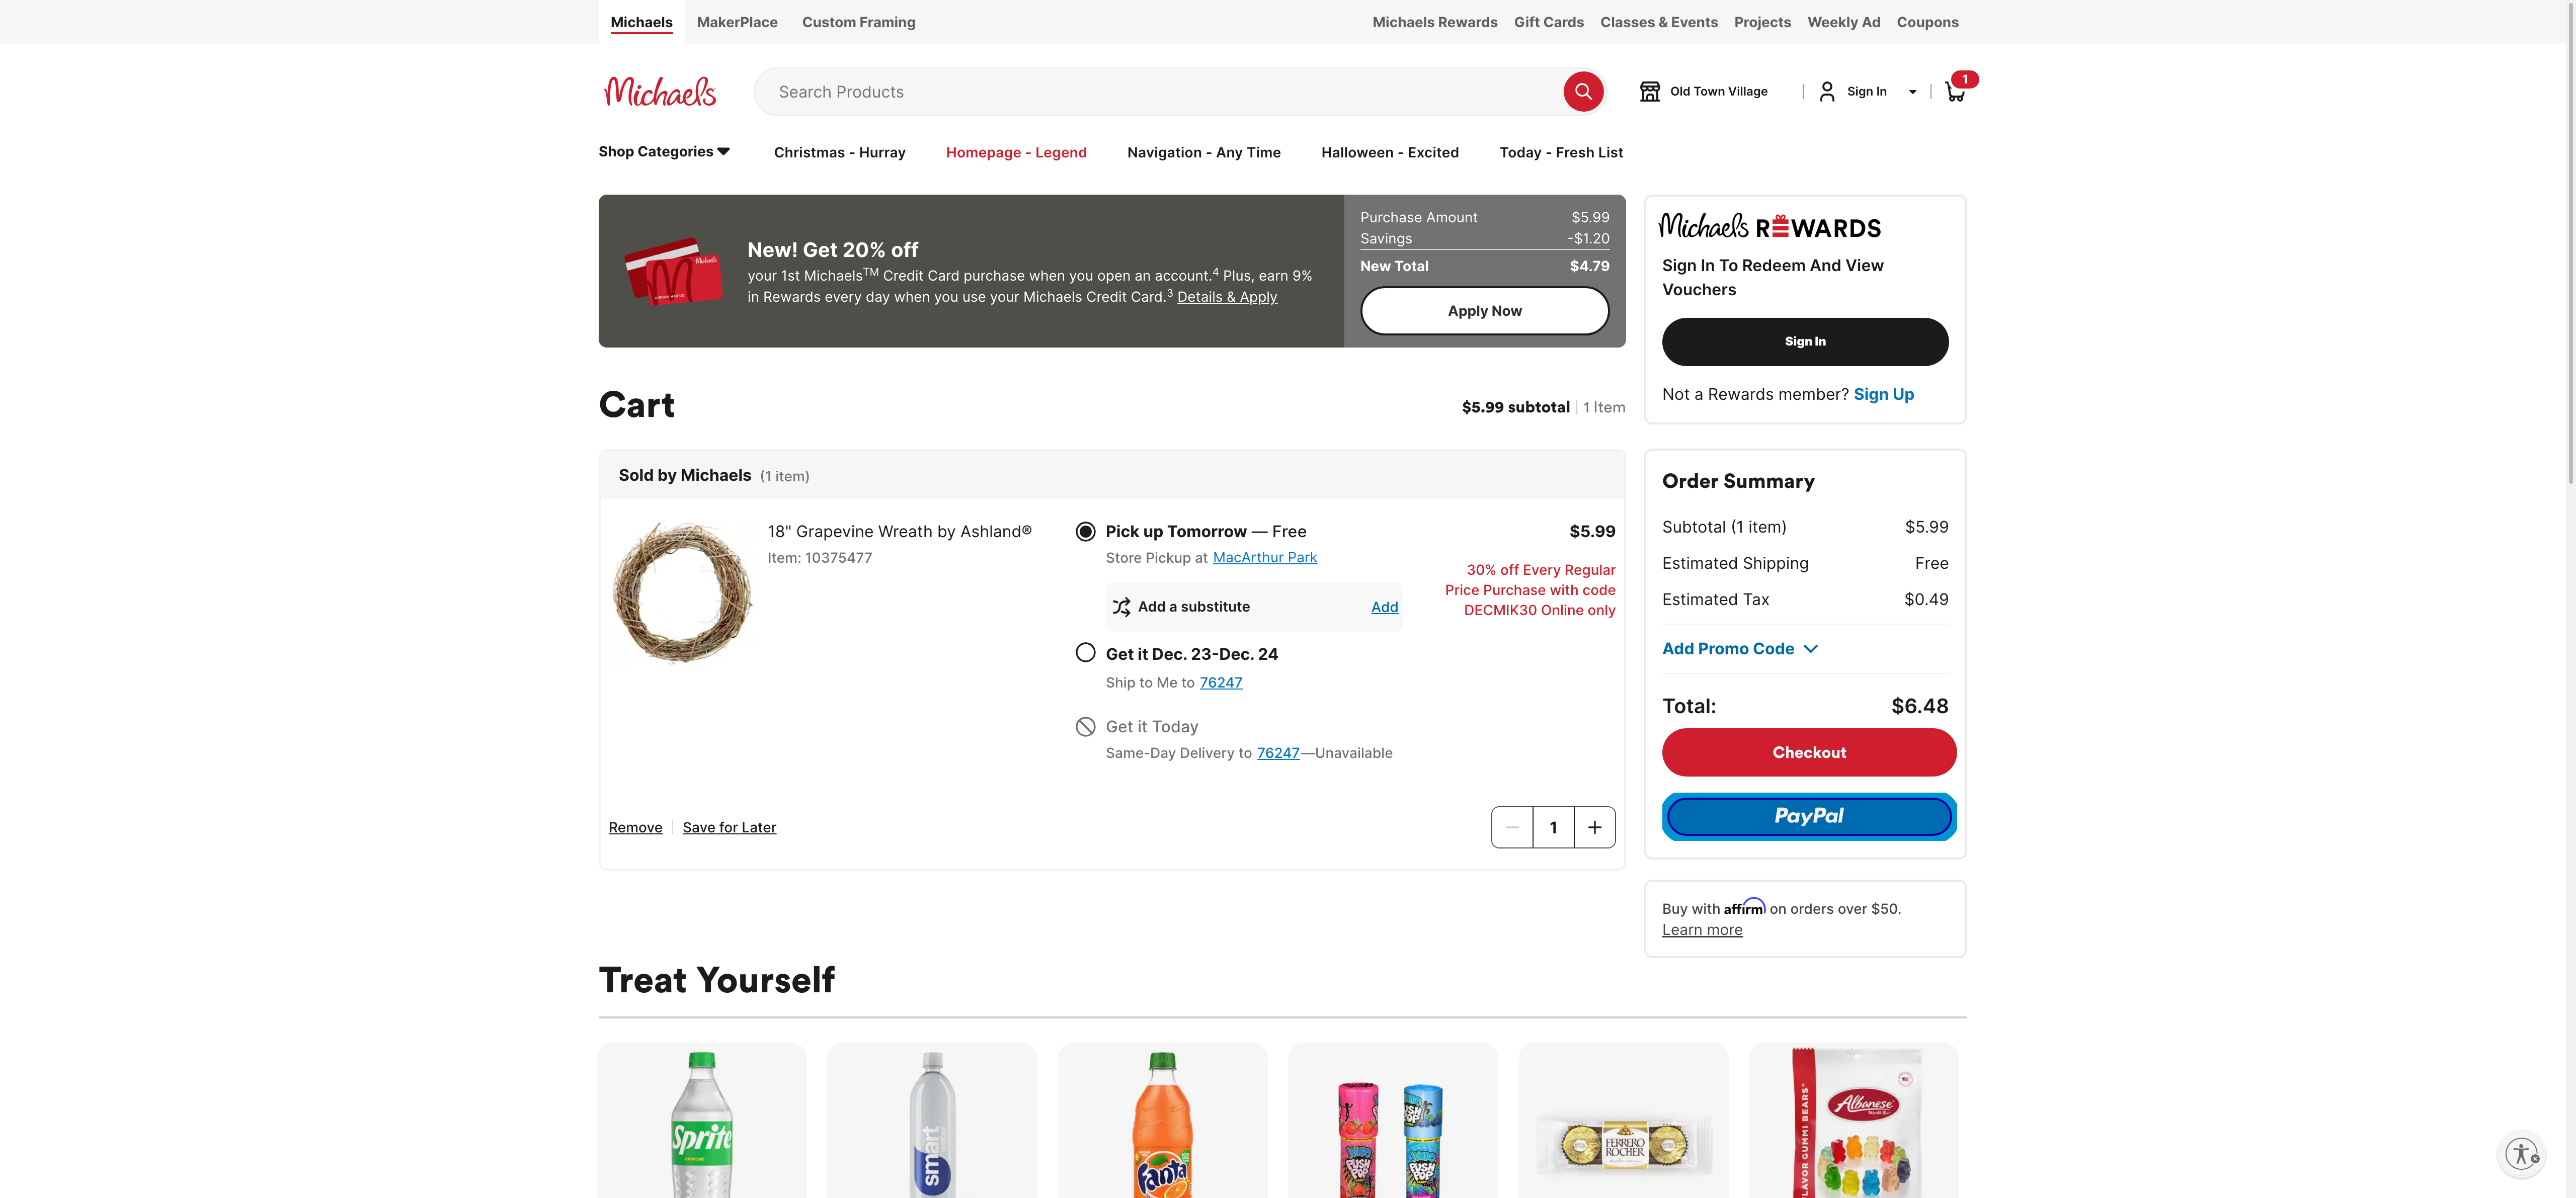 Michaels MakerPlace Custom Framing Michaels Rewards Gift Cards Classes & Events Projects Weekly Ad Coupons
Michaels Search Products Old Town Village Sign In 1
Shop Categories Christmas - Hurray Homepage - Legend Navigation - Any Time Halloween - Excited Today - Fresh List
New! Get 20% off
your 1st Michaels™ Credit Card purchase when you open an account.⁴ Plus, earn 9%
in Rewards every day when you use your Michaels Credit Card.³ Details & Apply
Michaels
Purchase Amount $5.99
Savings -$1.20
New Total $4.79
Apply Now
Michaels REWARDS
Sign In To Redeem And View
Vouchers
Sign In
Not a Rewards member? Sign Up
Cart
$5.99 subtotal | 1 Item
Sold by Michaels (1 item)
18" Grapevine Wreath by Ashland®
Item: 10375477
Pick up Tomorrow — Free
Store Pickup at MacArthur Park
Add a substitute Add
Get it Dec. 23-Dec. 24
Ship to Me to 76247
Get it Today
Same-Day Delivery to 76247—Unavailable
$5.99
30% off Every Regular
Price Purchase with code
DECMIK30 Online only
Remove | Save for Later
1
Order Summary
Subtotal (1 item) $5.99
Estimated Shipping Free
Estimated Tax $0.49
Add Promo Code
Total: $6.48
Checkout
PayPal
Buy with affirm on orders over $50.
Learn more
Treat Yourself
Sprite
smart
Fanta
PUSH
POP
PUSH
POP
FERRERO
ROCHER
Albanese
FLAVOR GUMMI BEARS®